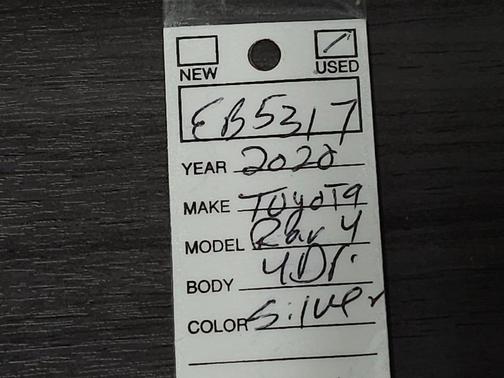 NEW USED
EB5317
YEAR 2020
MAKE Toyota
MODEL Rav 4
BODY 4Dr.
COLOR Silver